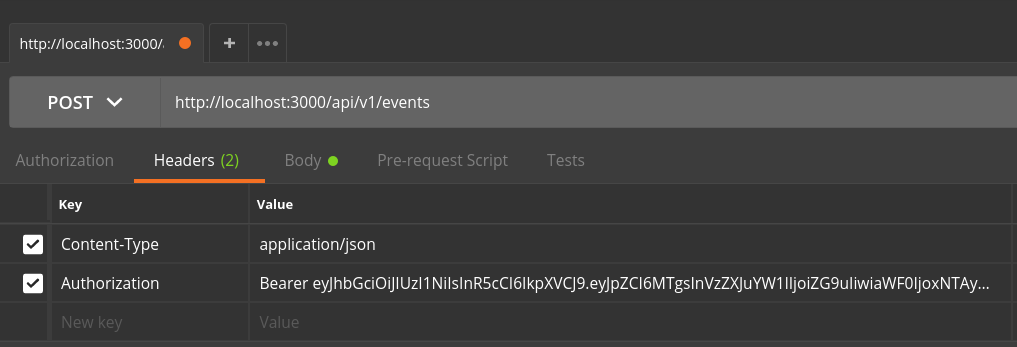 http://localhost:3000/
+ •••
POST http://localhost:3000/api/v1/events
Authorization Headers (2) Body Pre-request Script Tests
Key Value
Content-Type application/json
Authorization Bearer eyJhbGciOiJIUzI1NiIsInR5cCI6IkpXVCJ9.eyJpZCI6MTgsInVzZXJuYW1lIjoiZG9uIiwiaWF0IjoxNTAy...
New key Value